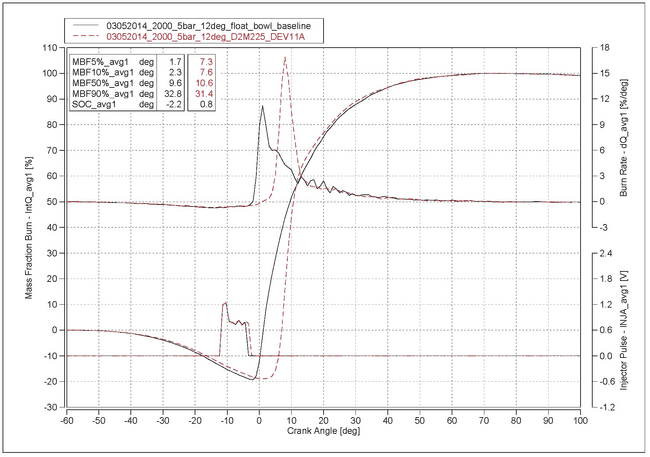 03052014_2000_5bar_12deg_float_bowl_baseline
03052014_2000_5bar_12deg_D2M225_DEV11A
MBF5%_avg1 deg 1.7 7.3
MBF10%_avg1 deg 2.3 7.6
MBF50%_avg1 deg 9.6 10.6
MBF90%_avg1 deg 32.8 31.4
SOC_avg1 deg -2.2 0.8
Mass Fraction Burn - IntQ_avg1 [%]
110
100
90
80
70
60
50
40
30
20
10
0
-10
-20
-30
Burn Rate - dQ_avg1 [%/deg]
18
15
12
9
6
3
0
-3
Injector Pulse - INJA_avg1 [V]
2.4
1.8
1.2
0.6
0.0
-0.6
-1.2
-60 -50 -40 -30 -20 -10 0 10 20 30 40 50 60 70 80 90 100
Crank Angle [deg]